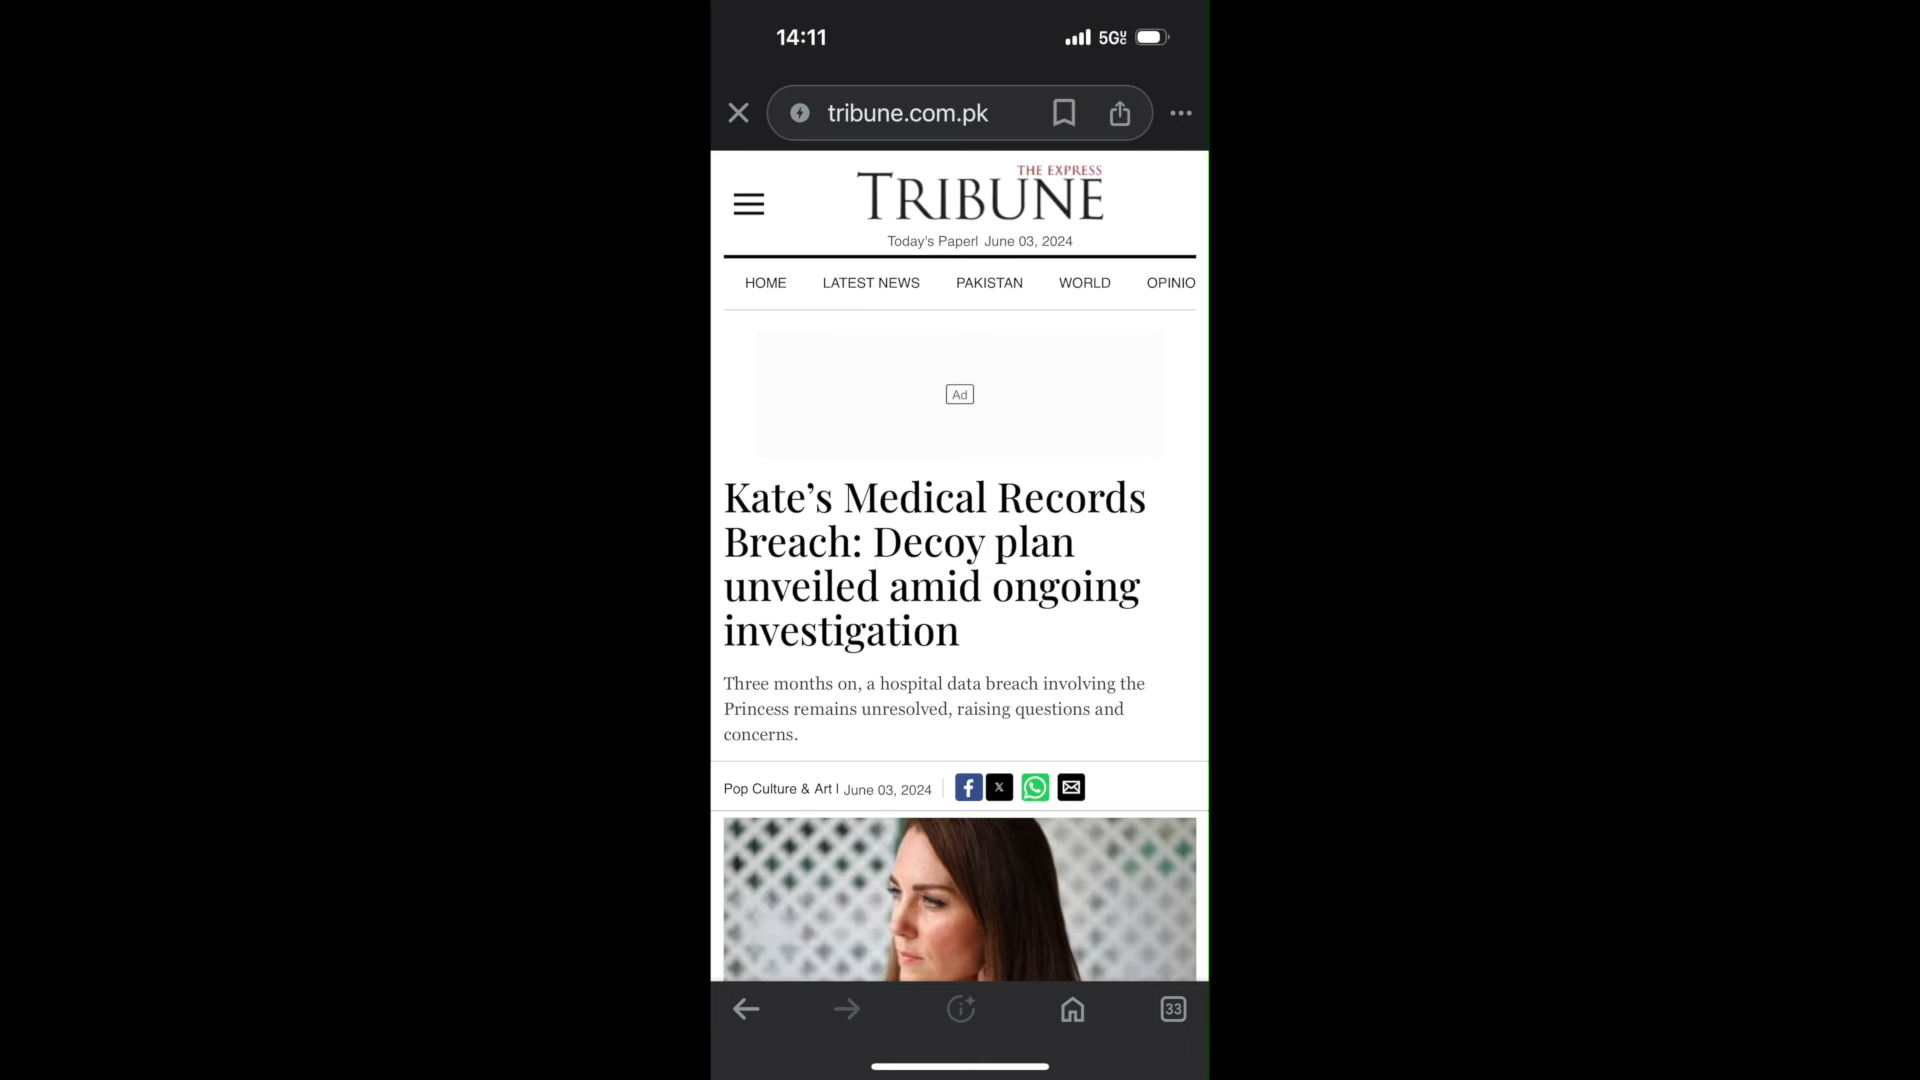 14:11
5G UC
tribune.com.pk
THE EXPRESS
TRIBUNE
Today's Paper| June 03, 2024
HOME LATEST NEWS PAKISTAN WORLD OPINIO
Ad
Kate’s Medical Records
Breach: Decoy plan
unveiled amid ongoing
investigation
Three months on, a hospital data breach involving the
Princess remains unresolved, raising questions and
concerns.
Pop Culture & Art | June 03, 2024
33